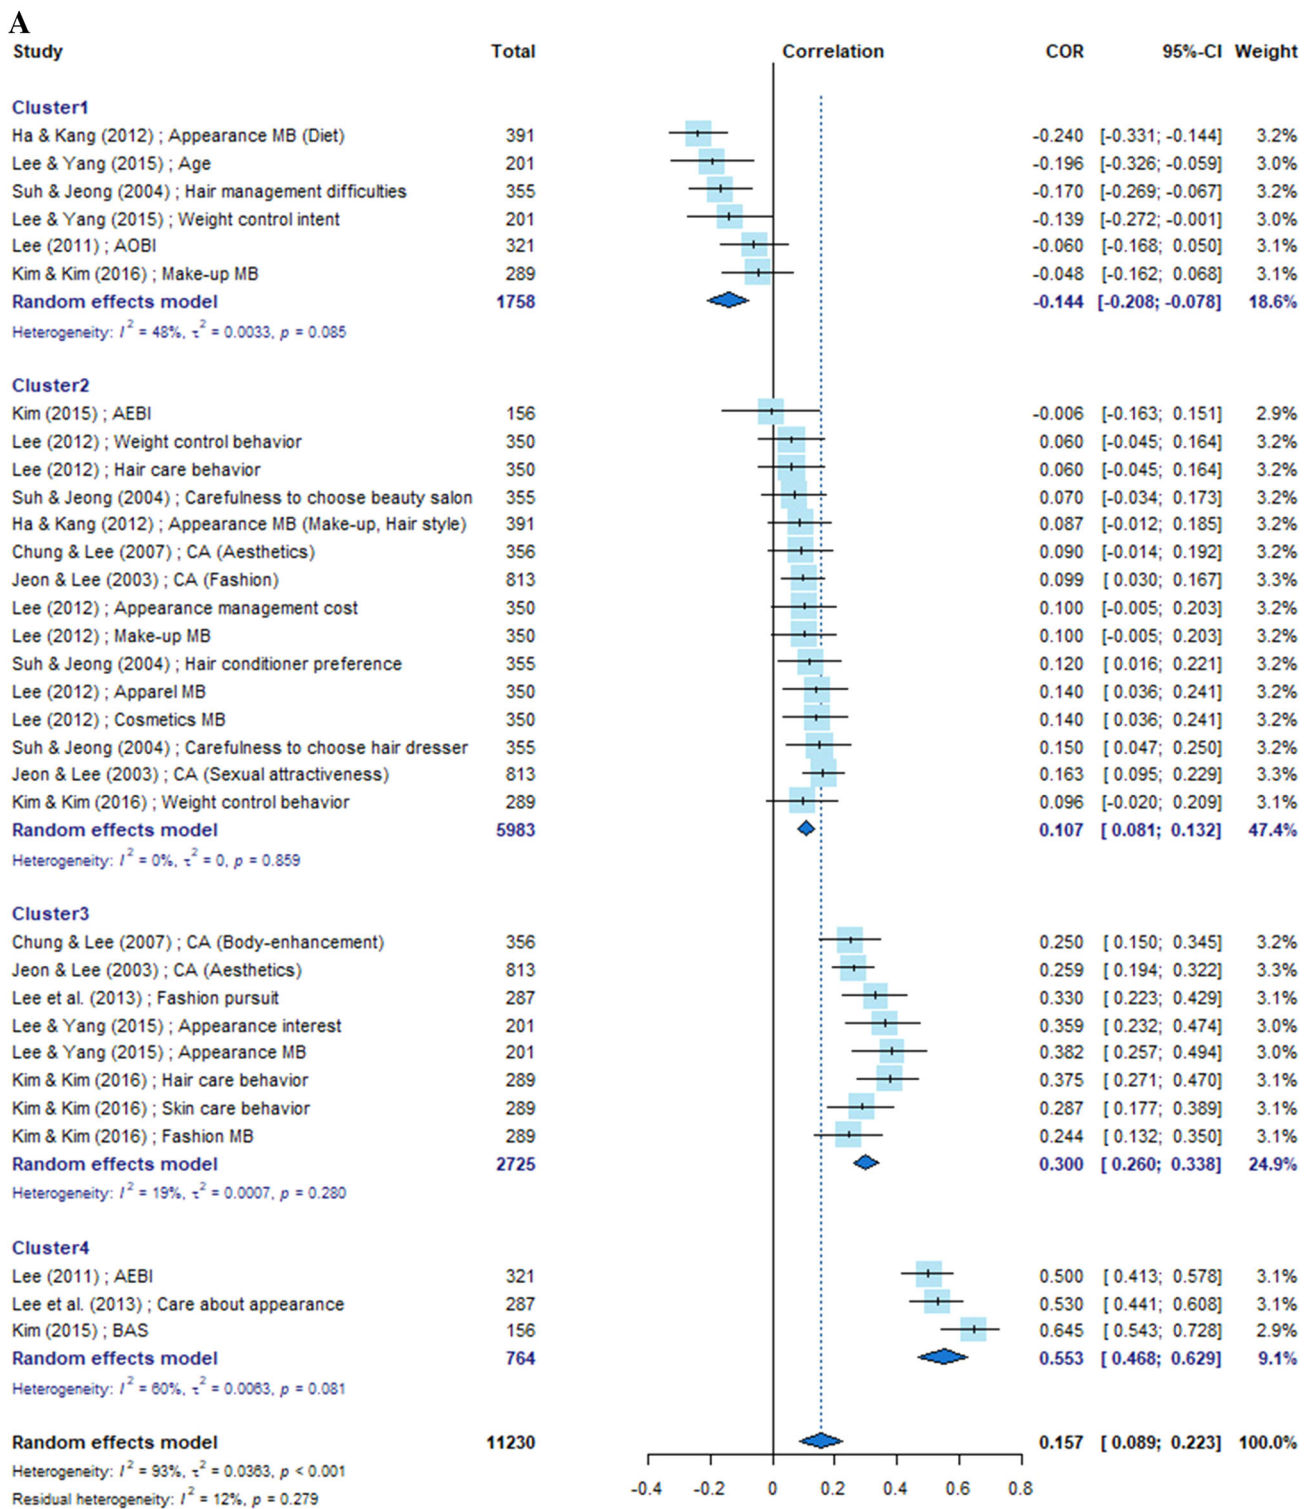 A
Study Total Correlation COR 95%-CI Weight
Cluster1
Ha & Kang (2012) ; Appearance MB (Diet) 391 -0.240 [-0.331; -0.144] 3.2%
Lee & Yang (2015) ; Age 201 -0.196 [-0.326; -0.059] 3.0%
Suh & Jeong (2004) ; Hair management difficulties 355 -0.170 [-0.269; -0.067] 3.2%
Lee & Yang (2015) ; Weight control intent 201 -0.139 [-0.272; -0.001] 3.0%
Lee (2011) ; AOBI 321 -0.060 [-0.168; 0.050] 3.1%
Kim & Kim (2016) ; Make-up MB 289 -0.048 [-0.162; 0.068] 3.1%
Random effects model 1758 -0.144 [-0.208; -0.078] 18.6%
Heterogeneity: I² = 48%, τ² = 0.0033, p = 0.085
Cluster2
Kim (2015) ; AEBI 156 -0.006 [-0.163; 0.151] 2.9%
Lee (2012) ; Weight control behavior 350 0.060 [-0.045; 0.164] 3.2%
Lee (2012) ; Hair care behavior 350 0.060 [-0.045; 0.164] 3.2%
Suh & Jeong (2004) ; Carefulness to choose beauty salon 355 0.070 [-0.034; 0.173] 3.2%
Ha & Kang (2012) ; Appearance MB (Make-up, Hair style) 391 0.087 [-0.012; 0.185] 3.2%
Chung & Lee (2007) ; CA (Aesthetics) 356 0.090 [-0.014; 0.192] 3.2%
Jeon & Lee (2003) ; CA (Fashion) 813 0.099 [ 0.030; 0.167] 3.3%
Lee (2012) ; Appearance management cost 350 0.100 [-0.005; 0.203] 3.2%
Lee (2012) ; Make-up MB 350 0.100 [-0.005; 0.203] 3.2%
Suh & Jeong (2004) ; Hair conditioner preference 355 0.120 [ 0.016; 0.221] 3.2%
Lee (2012) ; Apparel MB 350 0.140 [ 0.036; 0.241] 3.2%
Lee (2012) ; Cosmetics MB 350 0.140 [ 0.036; 0.241] 3.2%
Suh & Jeong (2004) ; Carefulness to choose hair dresser 355 0.150 [ 0.047; 0.250] 3.2%
Jeon & Lee (2003) ; CA (Sexual attractiveness) 813 0.163 [ 0.095; 0.229] 3.3%
Kim & Kim (2016) ; Weight control behavior 289 0.096 [-0.020; 0.209] 3.1%
Random effects model 5983 0.107 [ 0.081; 0.132] 47.4%
Heterogeneity: I² = 0%, τ² = 0, p = 0.859
Cluster3
Chung & Lee (2007) ; CA (Body-enhancement) 356 0.250 [ 0.150; 0.345] 3.2%
Jeon & Lee (2003) ; CA (Aesthetics) 813 0.259 [ 0.194; 0.322] 3.3%
Lee et al. (2013) ; Fashion pursuit 287 0.330 [ 0.223; 0.429] 3.1%
Lee & Yang (2015) ; Appearance interest 201 0.359 [ 0.232; 0.474] 3.0%
Lee & Yang (2015) ; Appearance MB 201 0.382 [ 0.257; 0.494] 3.0%
Kim & Kim (2016) ; Hair care behavior 289 0.375 [ 0.271; 0.470] 3.1%
Kim & Kim (2016) ; Skin care behavior 289 0.287 [ 0.177; 0.389] 3.1%
Kim & Kim (2016) ; Fashion MB 289 0.244 [ 0.132; 0.350] 3.1%
Random effects model 2725 0.300 [ 0.260; 0.338] 24.9%
Heterogeneity: I² = 19%, τ² = 0.0007, p = 0.280
Cluster4
Lee (2011) ; AEBI 321 0.500 [ 0.413; 0.578] 3.1%
Lee et al. (2013) ; Care about appearance 287 0.530 [ 0.441; 0.608] 3.1%
Kim (2015) ; BAS 156 0.645 [ 0.543; 0.728] 2.9%
Random effects model 764 0.553 [ 0.468; 0.629] 9.1%
Heterogeneity: I² = 60%, τ² = 0.0063, p = 0.081
Random effects model 11230 0.157 [ 0.089; 0.223] 100.0%
Heterogeneity: I² = 93%, τ² = 0.0363, p < 0.001
Residual heterogeneity: I² = 12%, p = 0.279
-0.4 -0.2 0 0.2 0.4 0.6 0.8